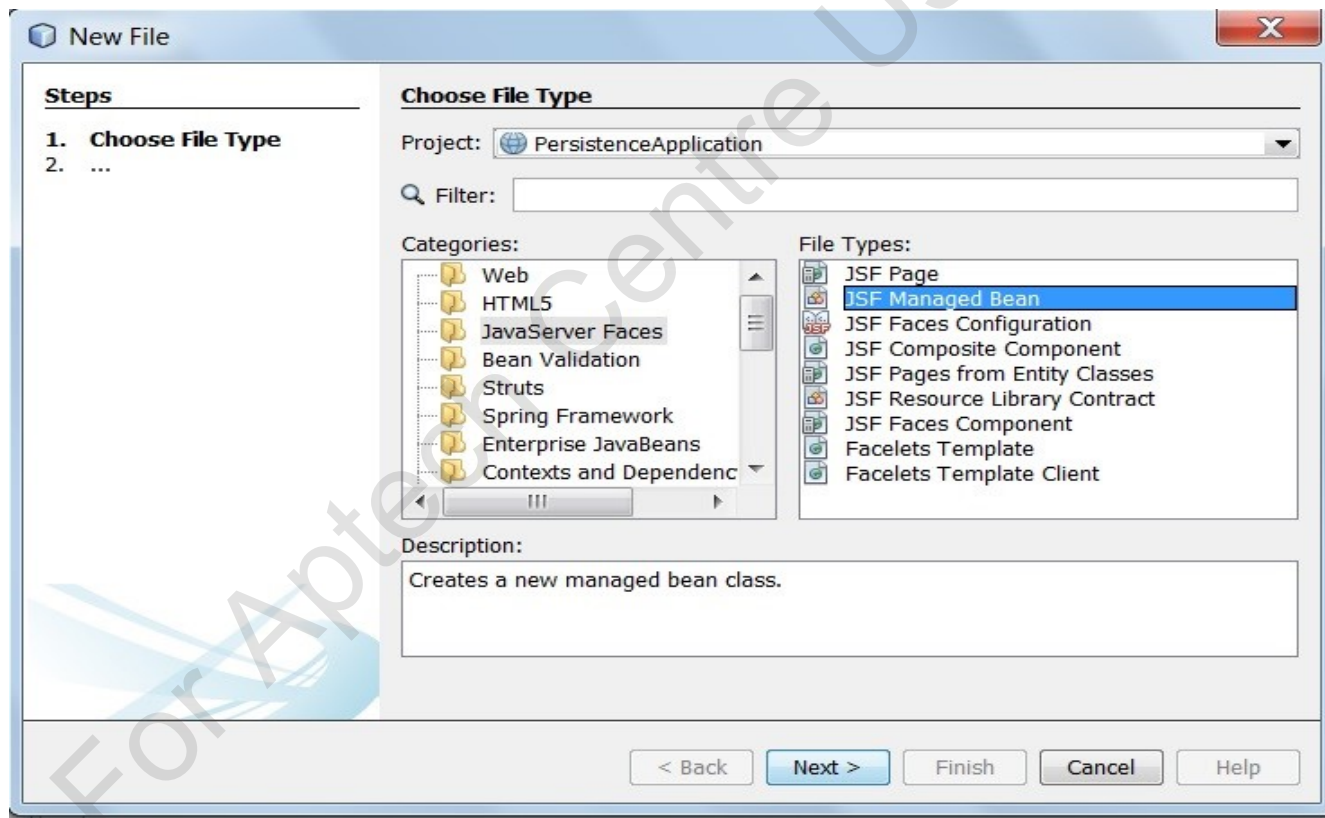 New File
X
Steps
1. Choose File Type
2. ...
Choose File Type
Project: PersistenceApplication
Filter:
Categories:
Web
HTML5
JavaServer Faces
Bean Validation
Struts
Spring Framework
Enterprise JavaBeans
Contexts and Dependenc
File Types:
JSF Page
JSF Managed Bean
JSF Faces Configuration
JSF Composite Component
JSF Pages from Entity Classes
JSF Resource Library Contract
JSF Faces Component
Facelets Template
Facelets Template Client
Description:
Creates a new managed bean class.
< Back
Next >
Finish
Cancel
Help
For Aptech Centre